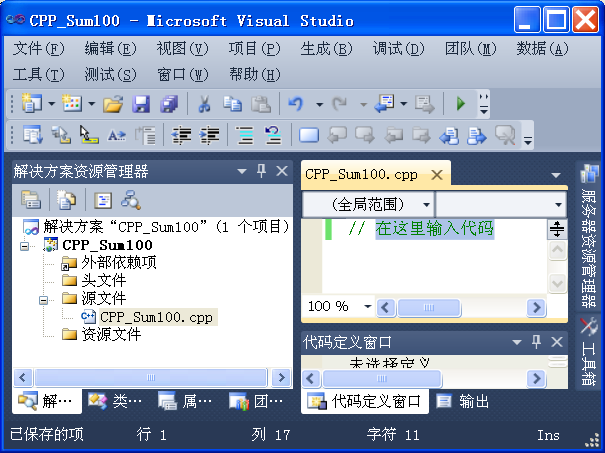 CPP_Sum100 - Microsoft Visual Studio
文件(F) 编辑(E) 视图(V) 项目(P) 生成(B) 调试(D) 团队(M) 数据(A)
工具(T) 测试(S) 窗口(W) 帮助(H)
解决方案资源管理器
解决方案“CPP_Sum100”(1 个项目)
CPP_Sum100
外部依赖项
头文件
源文件
CPP_Sum100.cpp
资源文件
解… 类… 属… 团…
CPP_Sum100.cpp
(全局范围)
// 在这里输入代码
100 %
代码定义窗口
未选择定义
代码定义窗口 输出
服务器资源管理器
工具箱
已保存的项 行 1 列 17 字符 11 Ins